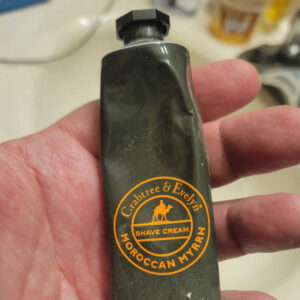 Crabtree & Evelyn
SHAVE CREAM
MOROCCAN MYRRH